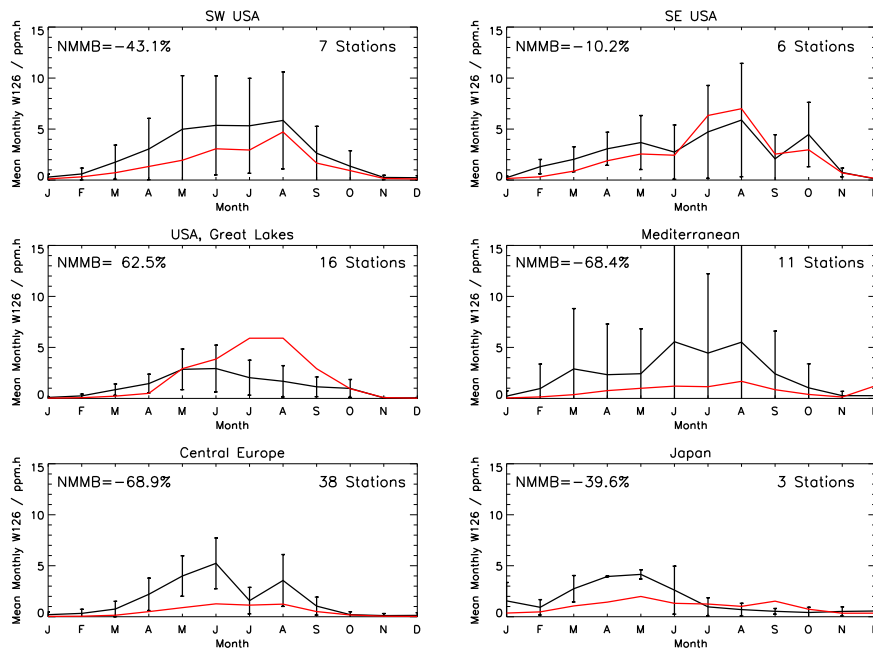 SW USA
NMMB=-43.1%
7 Stations
Mean Monthly W126 / ppm.h
15
10
5
0
J F M A M J J A S O N D
Month
SE USA
NMMB=-10.2%
6 Stations
Mean Monthly W126 / ppm.h
15
10
5
0
J F M A M J J A S O N D
Month
USA, Great Lakes
NMMB= 62.5%
16 Stations
Mean Monthly W126 / ppm.h
15
10
5
0
J F M A M J J A S O N D
Month
Mediterranean
NMMB=-68.4%
11 Stations
Mean Monthly W126 / ppm.h
15
10
5
0
J F M A M J J A S O N D
Month
Central Europe
NMMB=-68.9%
38 Stations
Mean Monthly W126 / ppm.h
15
10
5
0
J F M A M J J A S O N D
Month
Japan
NMMB=-39.6%
3 Stations
Mean Monthly W126 / ppm.h
15
10
5
0
J F M A M J J A S O N D
Month